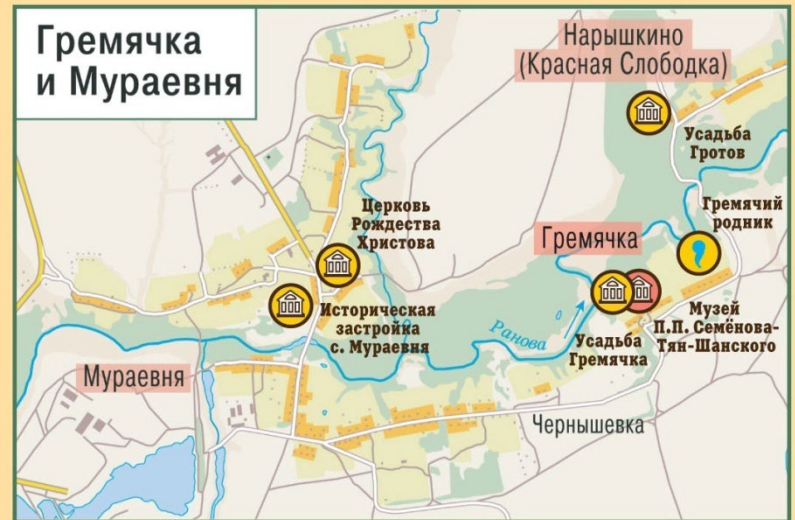 Гремячка
и Мураевня
Нарышкино
(Красная Слободка)
Усадьба
Гротов
Церковь
Рождества
Христова
Гремячий
родник
Гремячка
Историческая
застройка
с. Мураевня
Ранова
Музей
П.П. Семёнова-
Тян-Шанского
Усадьба
Гремячка
Мураевня
Чернышевка